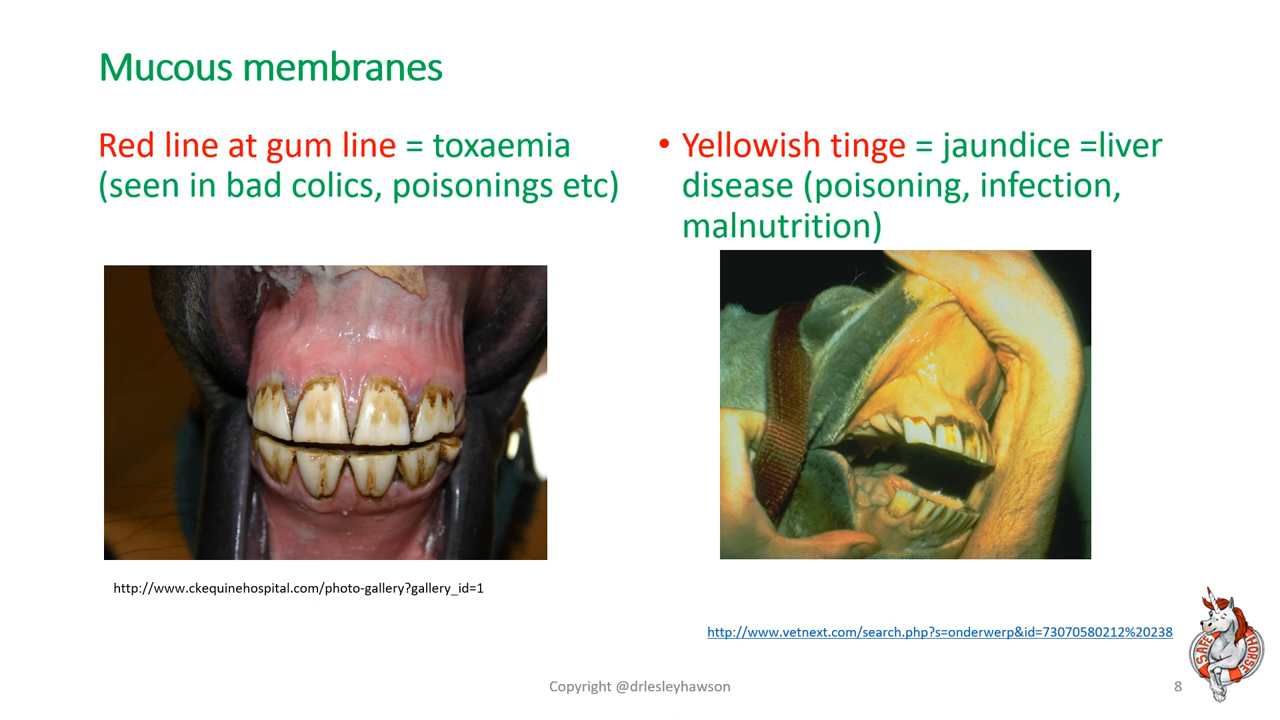 Mucous membranes
Red line at gum line = toxaemia
(seen in bad colics, poisonings etc)
• Yellowish tinge = jaundice =liver
disease (poisoning, infection,
malnutrition)
http://www.ckequinehospital.com/photo-gallery?gallery_id=1
http://www.vetnext.com/search.php?s=onderwerp&id=73070580212%20238
SAFE HORSE
Copyright @drlesleyhawson
8